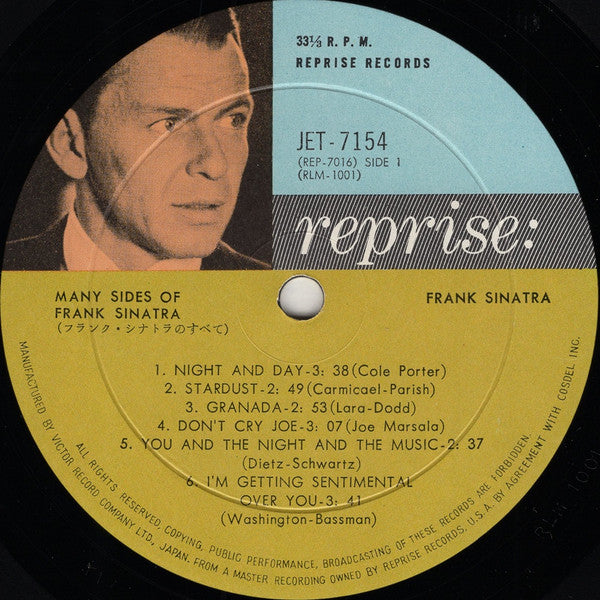 33⅓ R. P. M.
REPRISE RECORDS
JET-7154
(REP-7016) SIDE 1
(RLM-1001)
reprise:
MANY SIDES OF
FRANK SINATRA
(フランク・シナトラのすべて)
FRANK SINATRA
1. NIGHT AND DAY-3: 38(Cole Porter)
2. STARDUST-2: 49(Carmicael-Parish)
3. GRANADA-2: 53(Lara-Dodd)
4. DON'T CRY JOE-3: 07(Joe Marsala)
5. YOU AND THE NIGHT AND THE MUSIC-2: 37
(Dietz-Schwartz)
6. I'M GETTING SENTIMENTAL
OVER YOU-3: 41
(Washington-Bassman)
ALL RIGHTS RESERVED, COPYING, PUBLIC PERFORMANCE, BROADCASTING OF THESE RECORDS ARE FORBIDDEN
MANUFACTURED BY VICTOR RECORD COMPANY LTD., JAPAN. FROM A MASTER RECORDING OWNED BY REPRISE RECORDS, U.S.A. BY AGREEMENT WITH COSDEL INC.